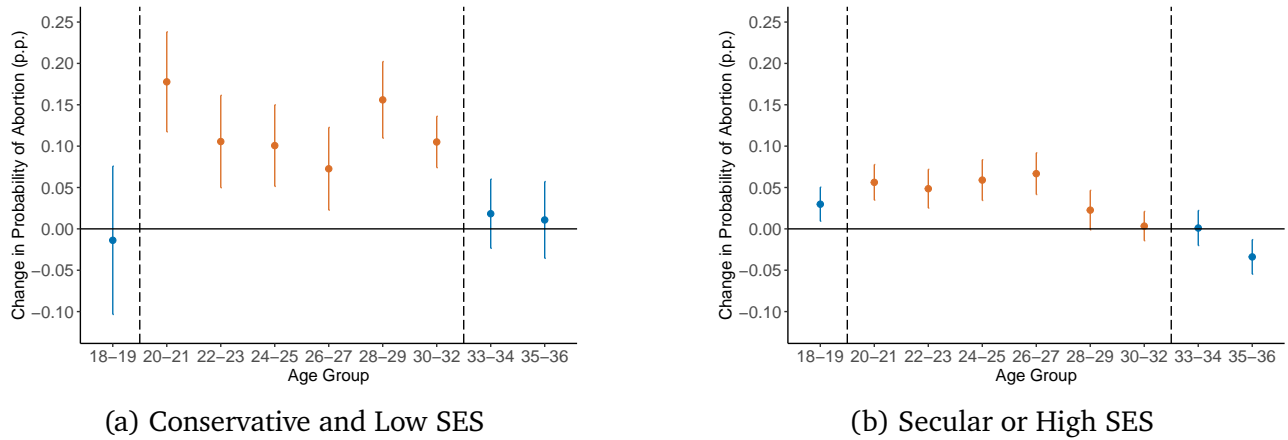 Change in Probability of Abortion (p.p.)
0.25
0.20
0.15
0.10
0.05
0.00
−0.05
−0.10
18−19 20−21 22−23 24−25 26−27 28−29 30−32 33−34 35−36
Age Group
(a) Conservative and Low SES
Change in Probability of Abortion (p.p.)
0.25
0.20
0.15
0.10
0.05
0.00
−0.05
−0.10
18−19 20−21 22−23 24−25 26−27 28−29 30−32 33−34 35−36
Age Group
(b) Secular or High SES